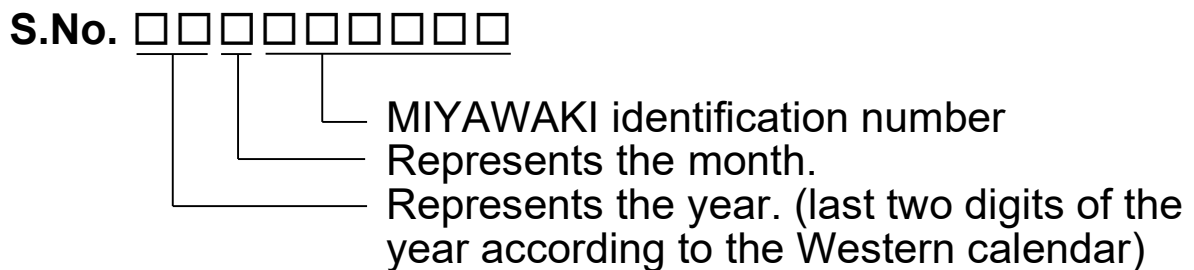 S.No. □□□□□□□□□
MIYAWAKI identification number
Represents the month.
Represents the year. (last two digits of the
year according to the Western calendar)